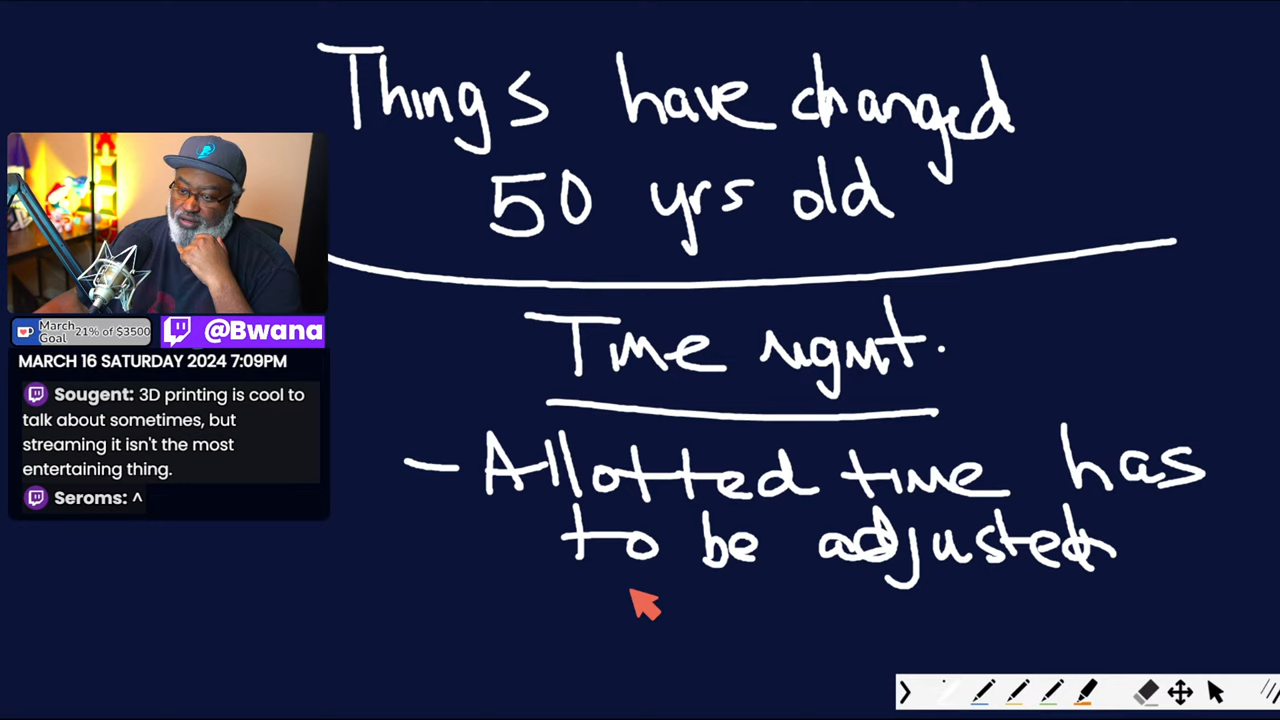 Things have changed
50 yrs old
Time mgmt.
- Allotted time has
to be adjusted
March Goal
21% of $3500
@Bwana
MARCH 16 SATURDAY 2024 7:09PM
Sougent: 3D printing is cool to
talk about sometimes, but
streaming it isn't the most
entertaining thing.
Seroms: ^